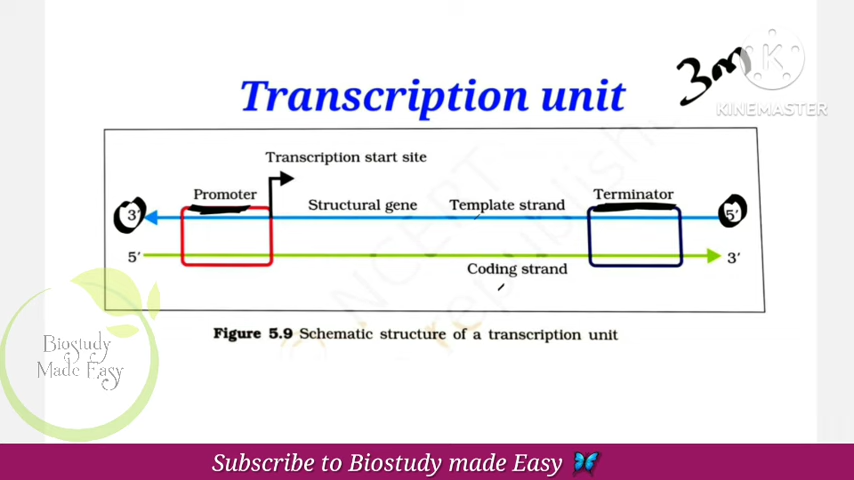 3m
KINEMASTER
Transcription unit
Transcription start site
Promoter
Terminator
3′
Structural gene
Template strand
5′
5′
3′
Coding strand
Figure 5.9 Schematic structure of a transcription unit
Biostudy
Made Easy
Subscribe to Biostudy made Easy 🦋